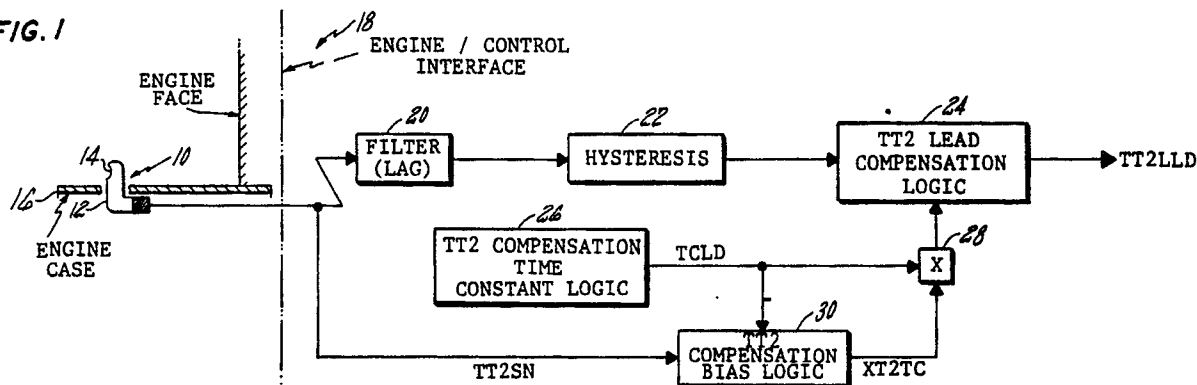 FIG. 1
18
ENGINE / CONTROL
INTERFACE
ENGINE
FACE
20
FILTER
(LAG)
22
HYSTERESIS
24
TT2 LEAD
COMPENSATION
LOGIC
TT2LLD
14
10
16
12
ENGINE
CASE
26
TT2 COMPENSATION
TIME
CONSTANT LOGIC
TCLD
28
X
30
TT2
COMPENSATION
BIAS LOGIC
TT2SN
XT2TC